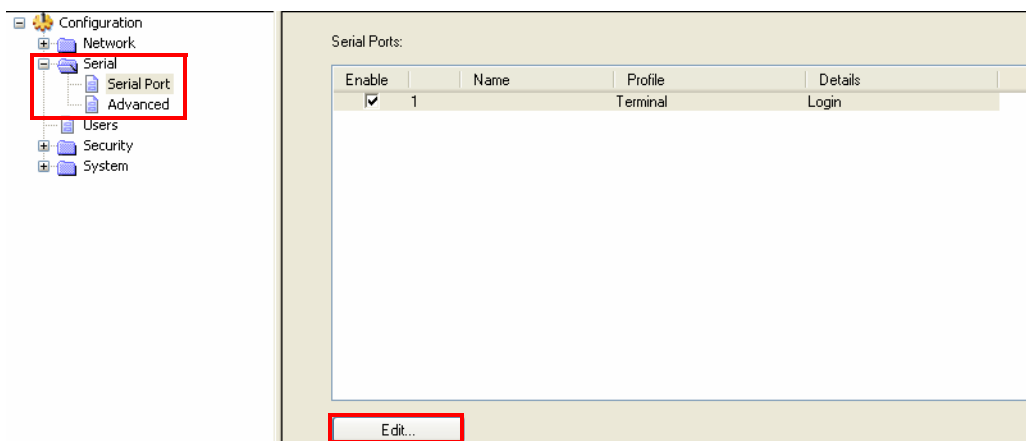 Configuration
Network
Serial
Serial Port
Advanced
Users
Security
System
Serial Ports:
Enable Name Profile Details
1 Terminal Login
Edit...